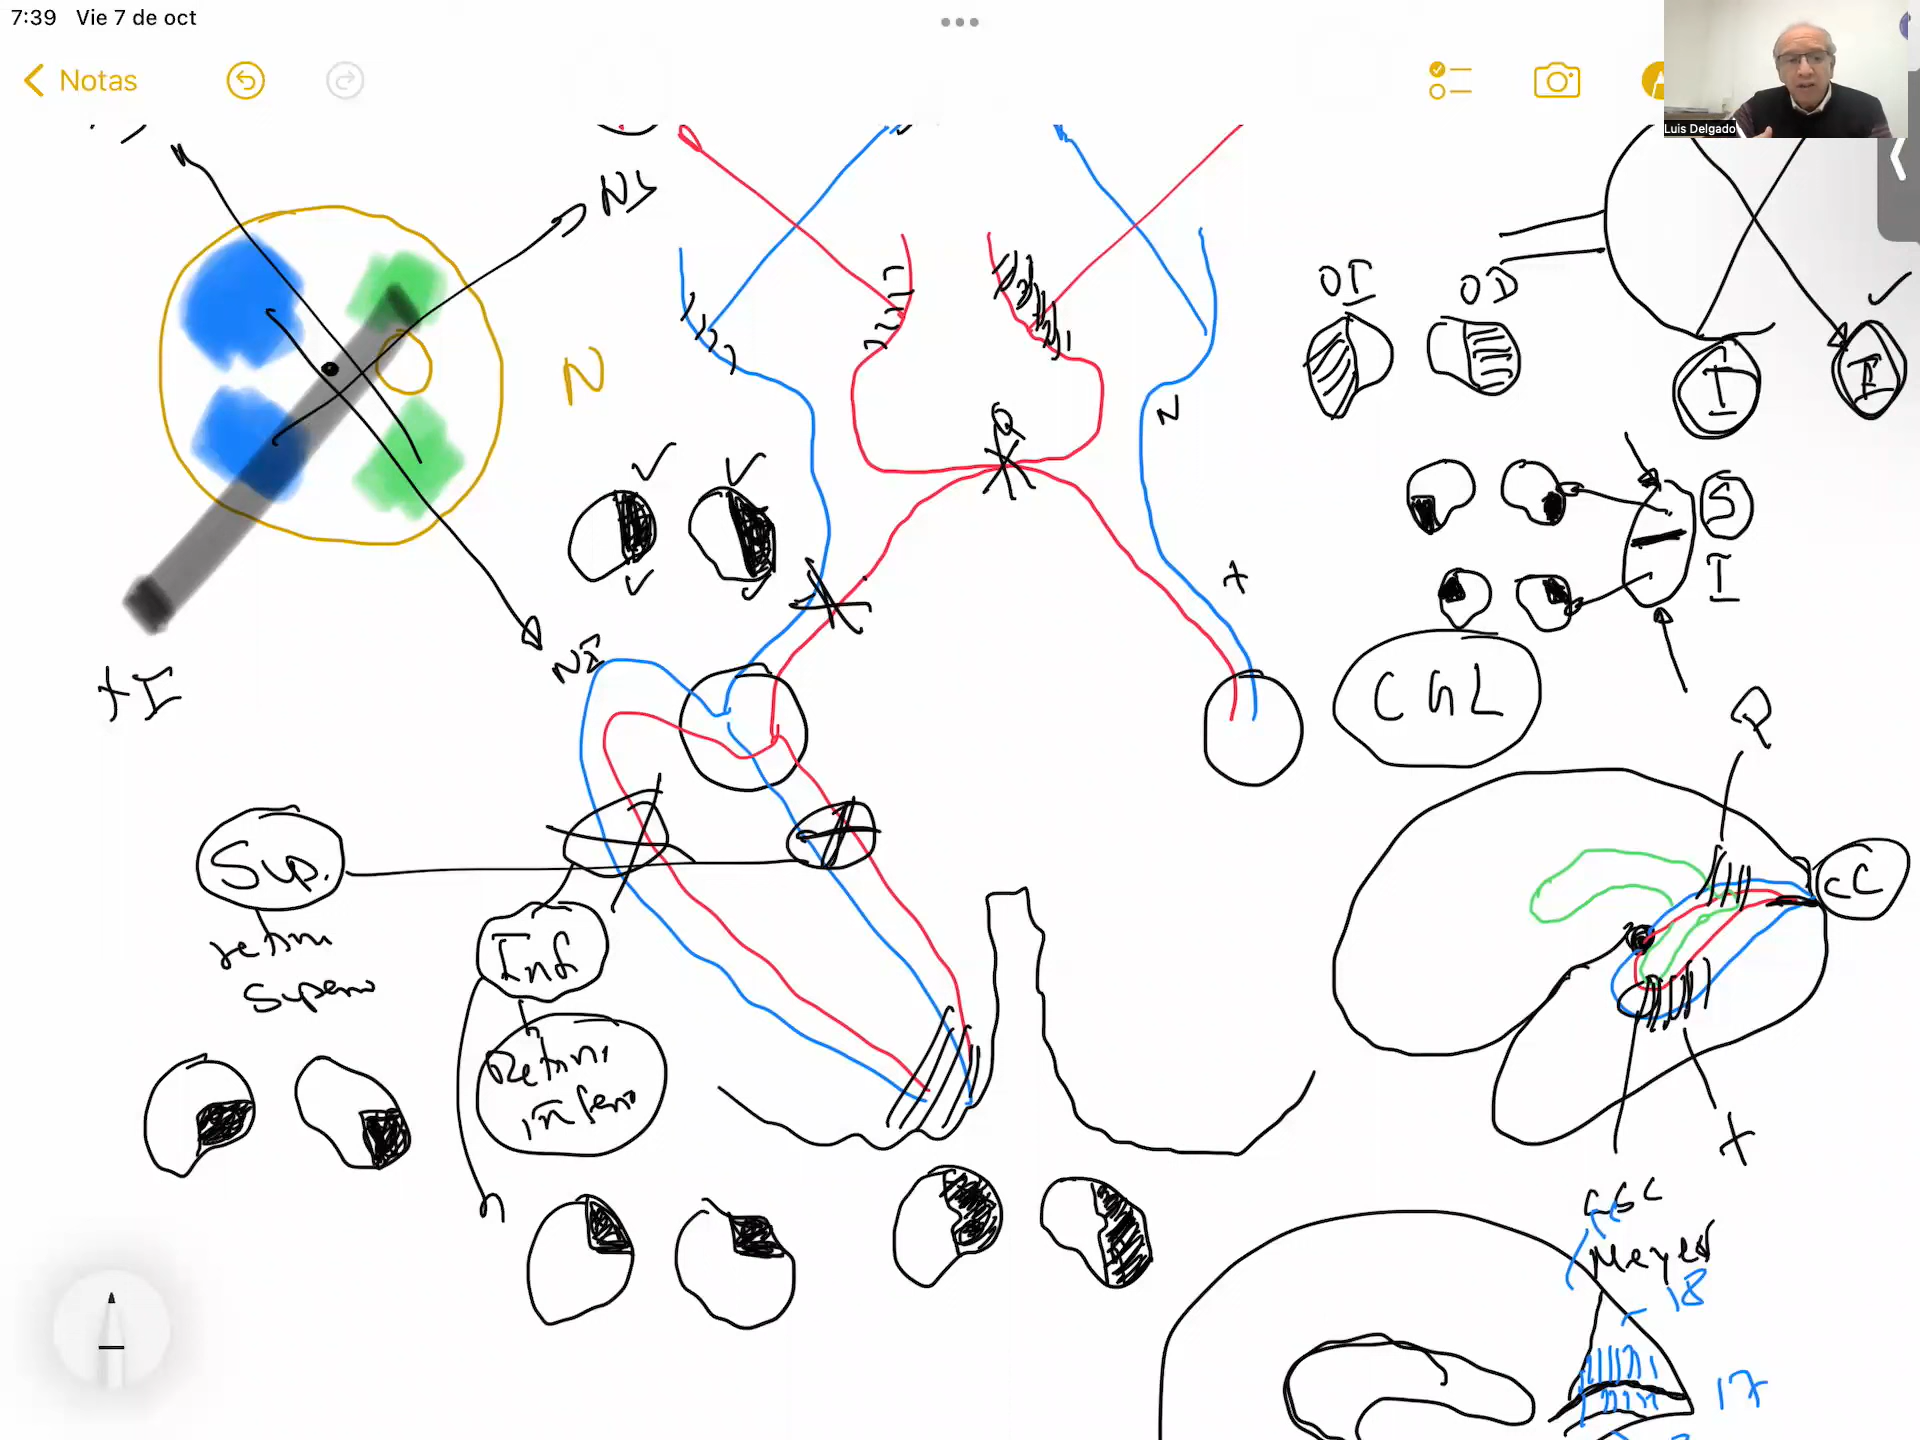 7:39 Vie 7 de oct
Notas
Luis Delgado
NS
N
OI
OD
I
I
Q
N
S
I
+
NI
+I
CGL
Q
Sup.
CC
retina
Superior
Inf
Retina
inferior
+
Meyer
18
17